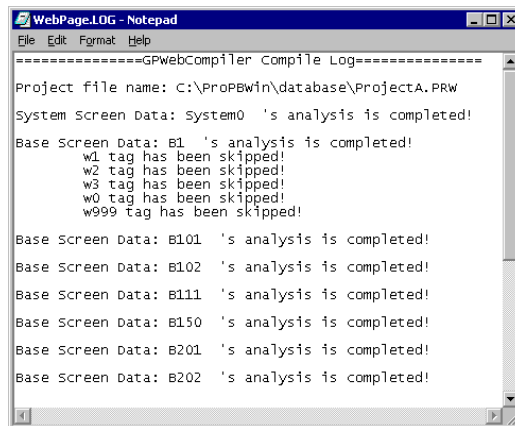 WebPage.LOG - Notepad
File Edit Format Help
===============GPWebCompiler Compile Log===============
Project file name: C:\ProPBWin\database\ProjectA.PRW
System Screen Data: System0  's analysis is completed!
Base Screen Data: B1  's analysis is completed!
w1 tag has been skipped!
w2 tag has been skipped!
w3 tag has been skipped!
w0 tag has been skipped!
w999 tag has been skipped!
Base Screen Data: B101  's analysis is completed!
Base Screen Data: B102  's analysis is completed!
Base Screen Data: B111  's analysis is completed!
Base Screen Data: B150  's analysis is completed!
Base Screen Data: B201  's analysis is completed!
Base Screen Data: B202  's analysis is completed!